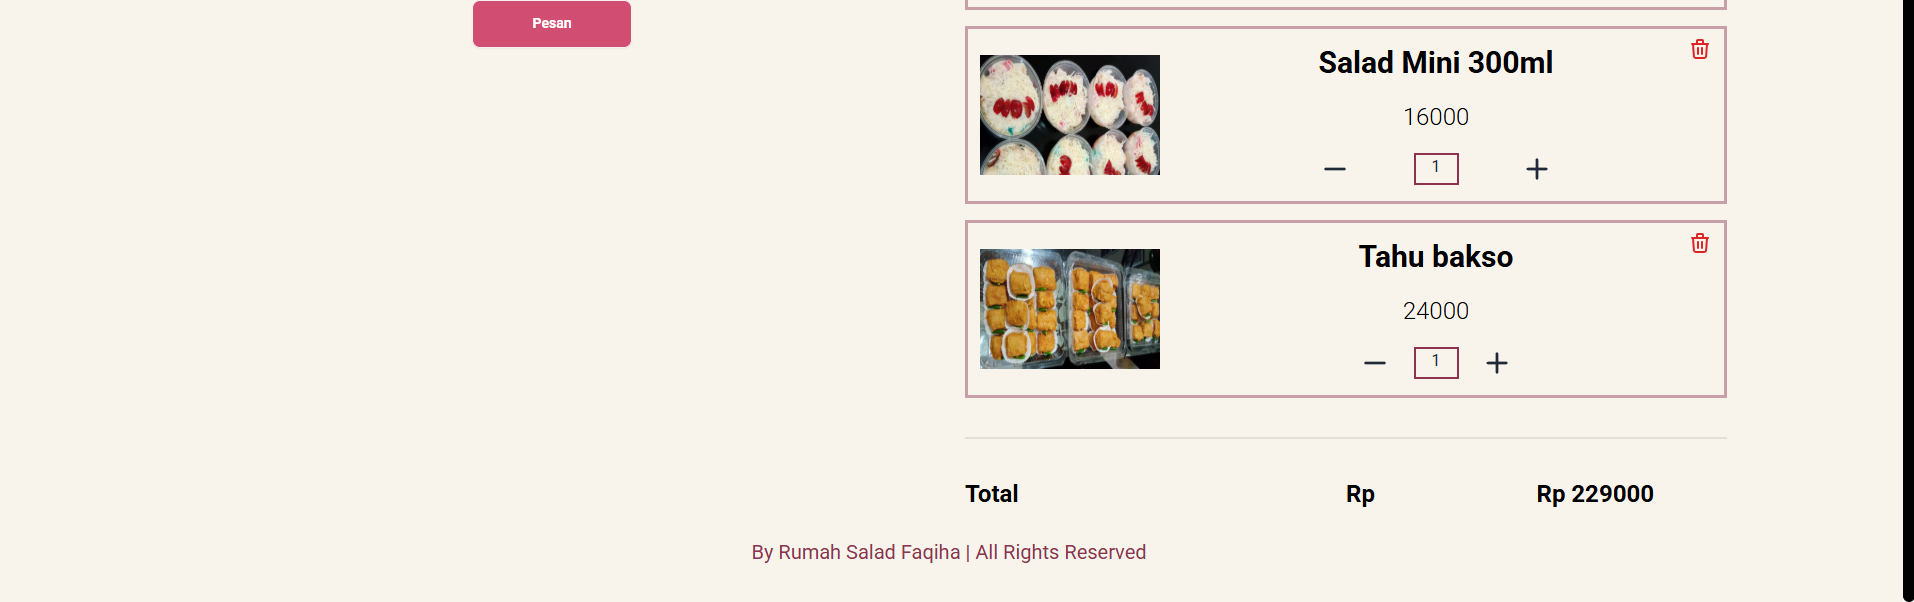 Pesan
Salad Mini 300ml
16000
1
Tahu bakso
24000
1
Total Rp Rp 229000
By Rumah Salad Faqiha | All Rights Reserved